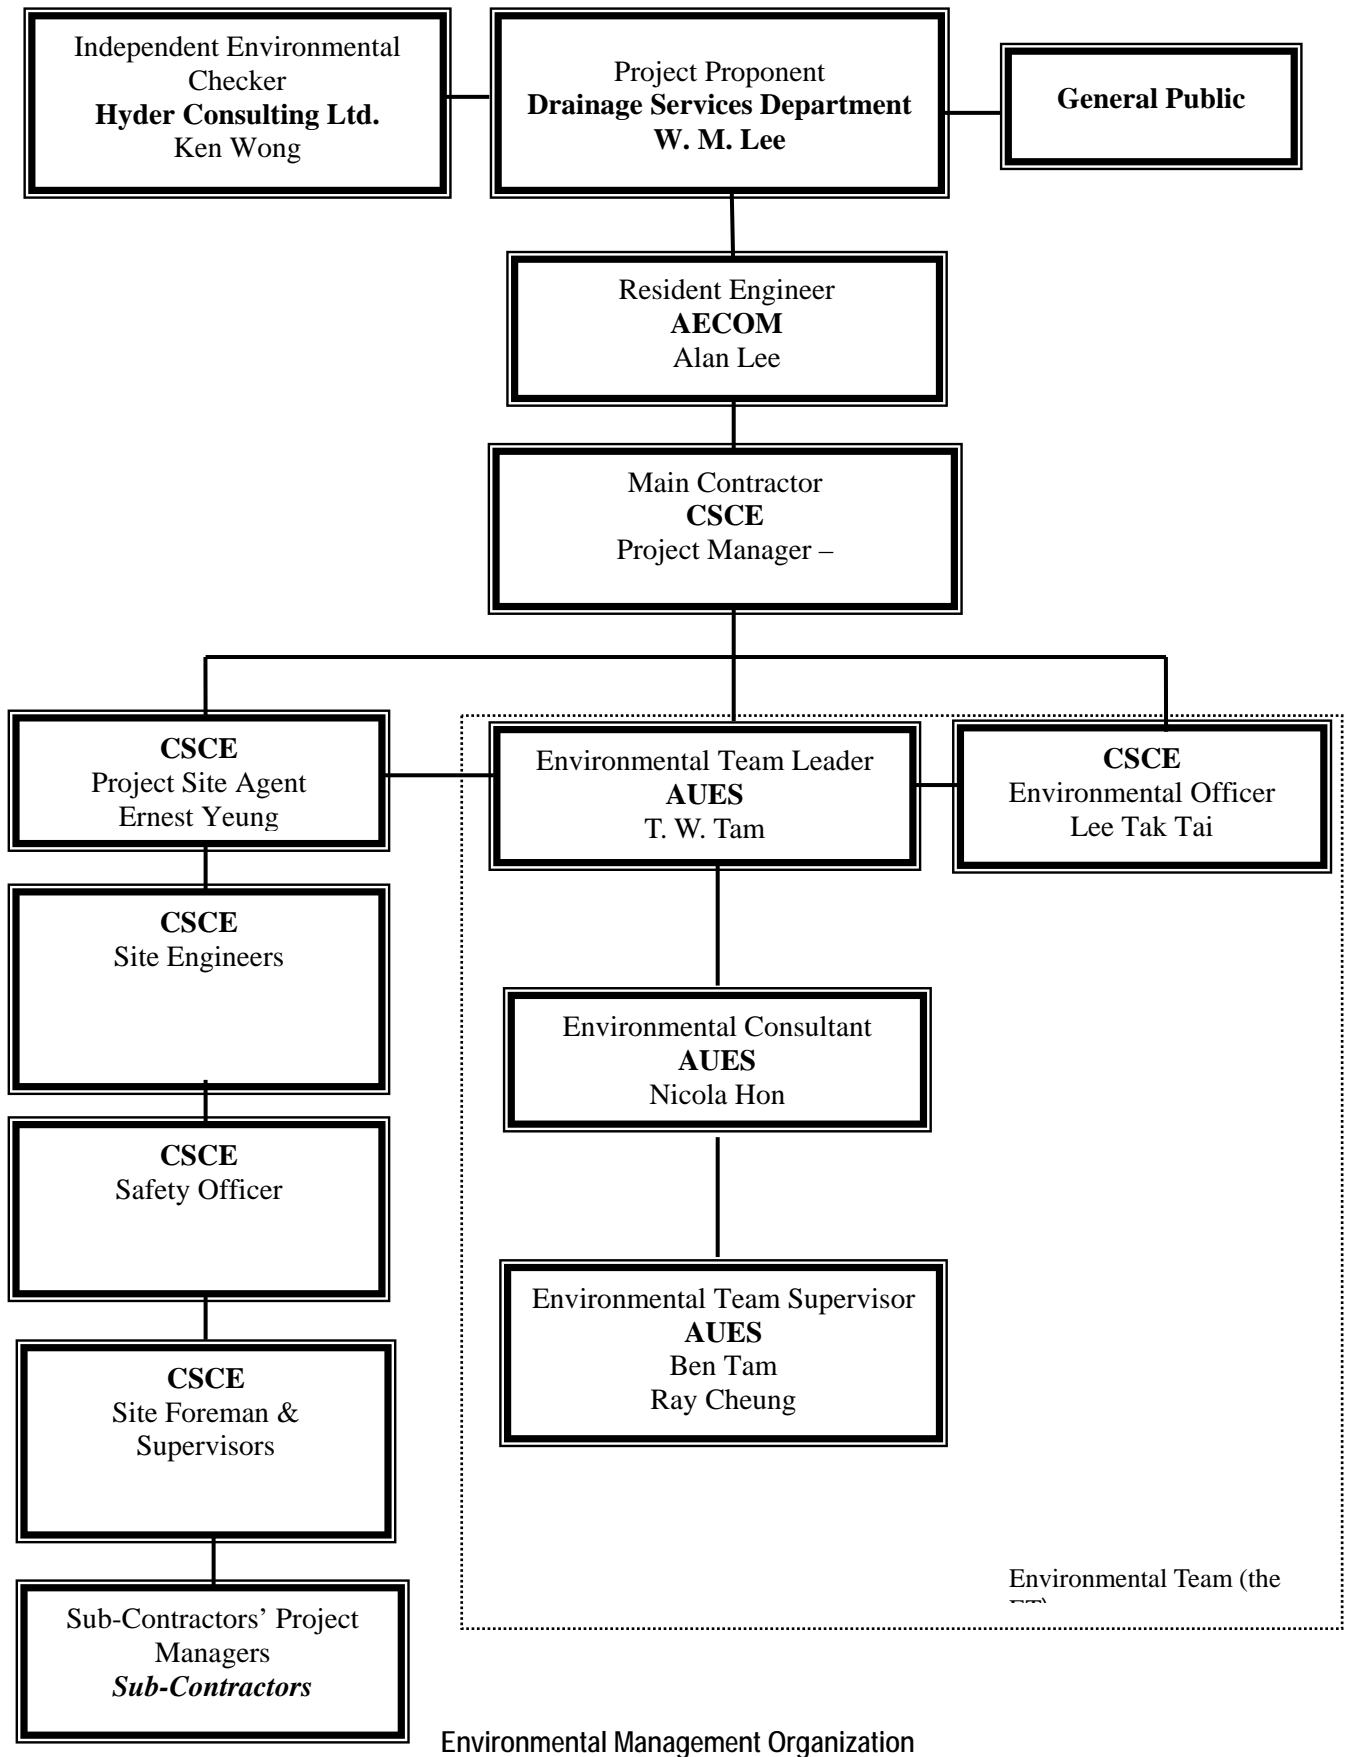 Independent Environmental
Checker
Hyder Consulting Ltd.
Ken Wong
Project Proponent
Drainage Services Department
W. M. Lee
General Public
Resident Engineer
AECOM
Alan Lee
Main Contractor
CSCE
Project Manager –
CSCE
Project Site Agent
Ernest Yeung
Environmental Team Leader
AUES
T. W. Tam
CSCE
Environmental Officer
Lee Tak Tai
CSCE
Site Engineers
Environmental Consultant
AUES
Nicola Hon
CSCE
Safety Officer
Environmental Team Supervisor
AUES
Ben Tam
Ray Cheung
CSCE
Site Foreman &
Supervisors
Environmental Team (the
Sub-Contractors’ Project
Managers
Sub-Contractors
Environmental Management Organization